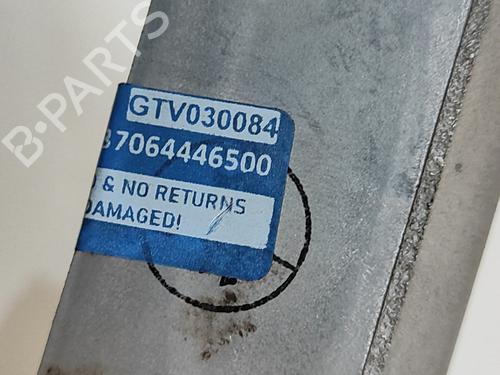 B-PARTS
GTV030084
37064446500
& NO RETURNS
DAMAGED!